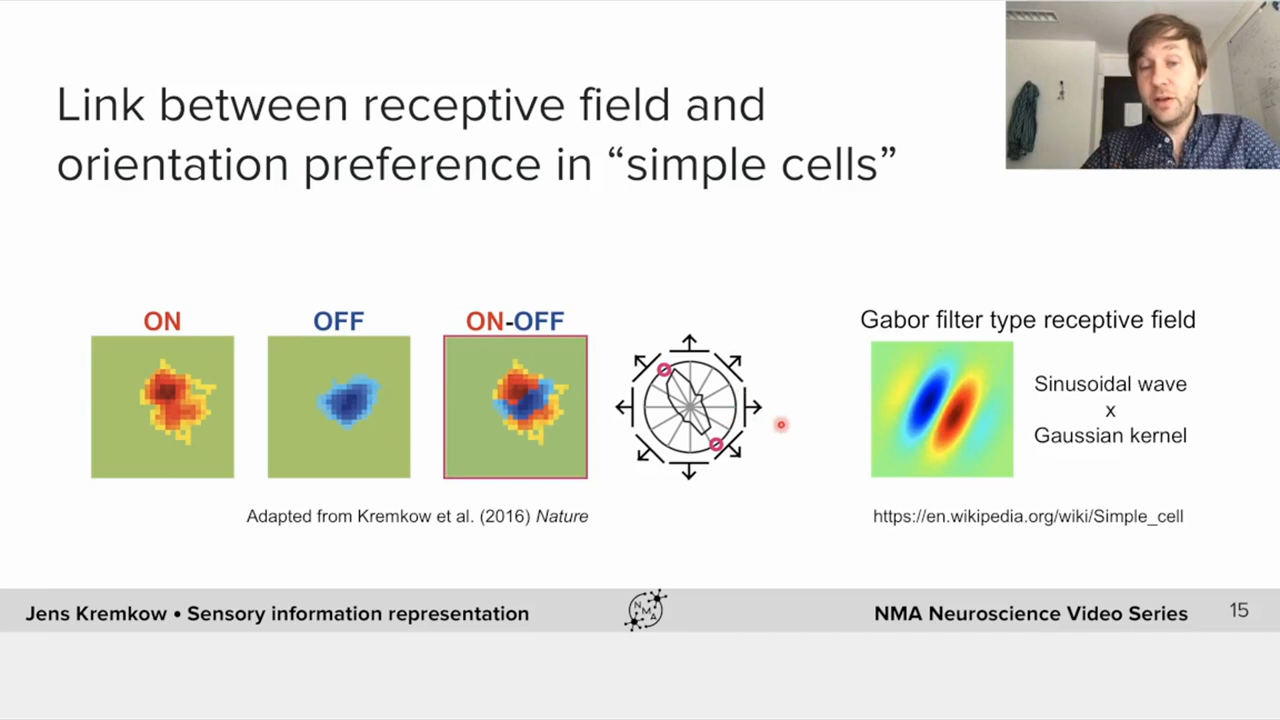 Link between receptive field and
orientation preference in “simple cells”
ON
OFF
ON-OFF
Adapted from Kremkow et al. (2016) Nature
Gabor filter type receptive field
Sinusoidal wave
x
Gaussian kernel
https://en.wikipedia.org/wiki/Simple_cell
Jens Kremkow • Sensory information representation
N M A
NMA Neuroscience Video Series
15